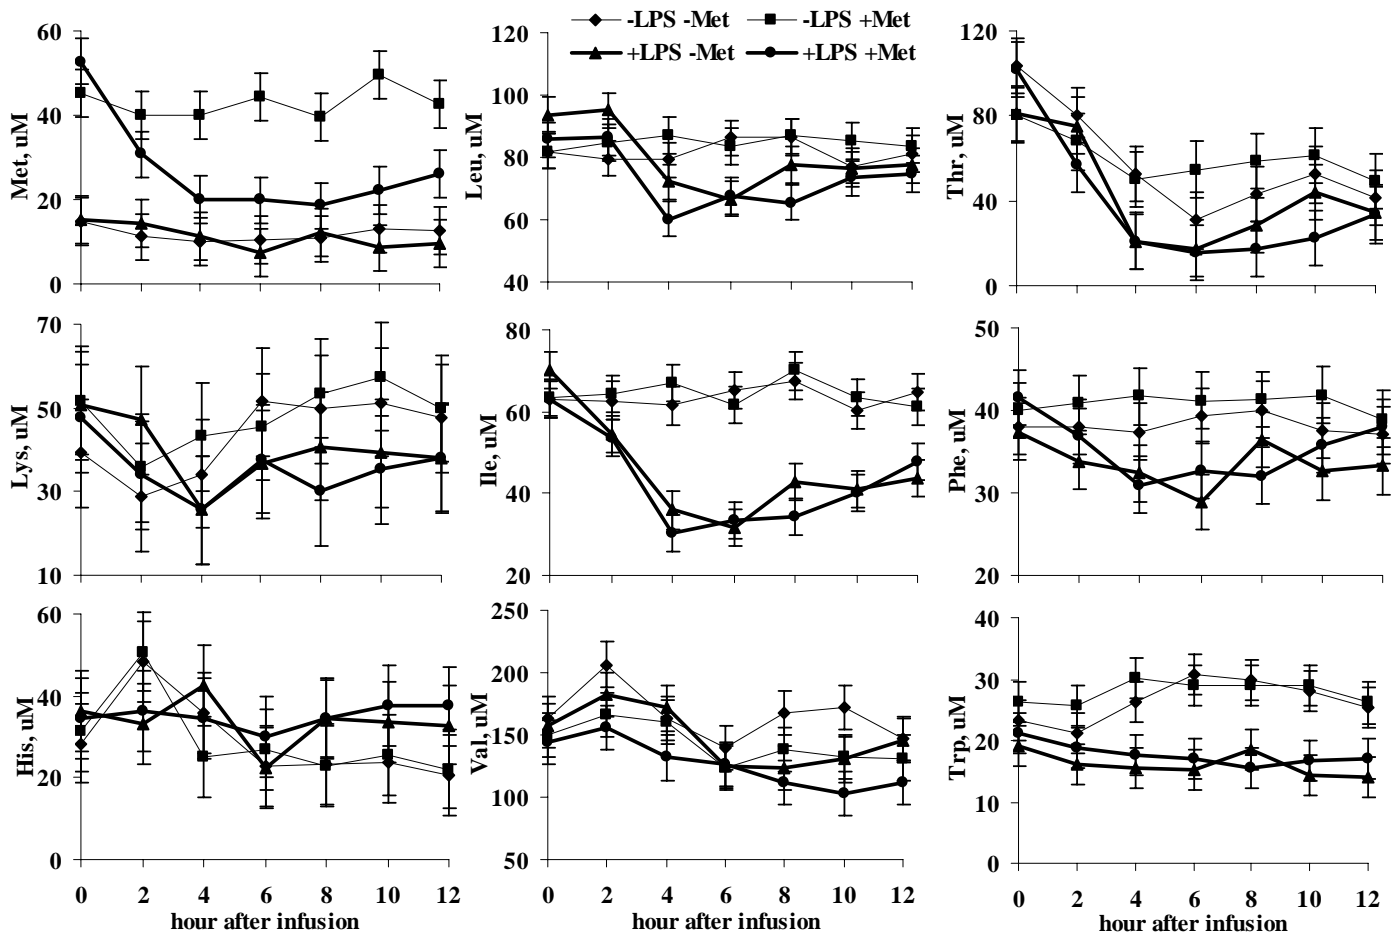 -LPS -Met -LPS +Met
+LPS -Met +LPS +Met
Met, uM
60
40
20
0
Leu, uM
120
100
80
60
40
Thr, uM
120
80
40
0
Lys, uM
70
50
30
10
Ile, uM
80
60
40
20
Phe, uM
50
40
30
20
His, uM
60
40
20
0
0 2 4 6 8 10 12
hour after infusion
Val, uM
250
200
150
100
50
0 2 4 6 8 10 12
hour after infusion
Trp, uM
40
30
20
10
0
0 2 4 6 8 10 12
hour after infusion